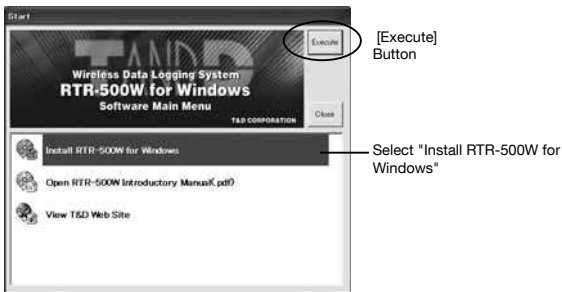 Start
T AND D
Wireless Data Logging System
RTR-500W for Windows
Software Main Menu
T&D CORPORATION
Execute
Close
Install RTR-500W for Windows
Open RTR-500W Introductory Manual(.pdf)
View T&D Web Site
[Execute]
Button
Select "Install RTR-500W for
Windows"